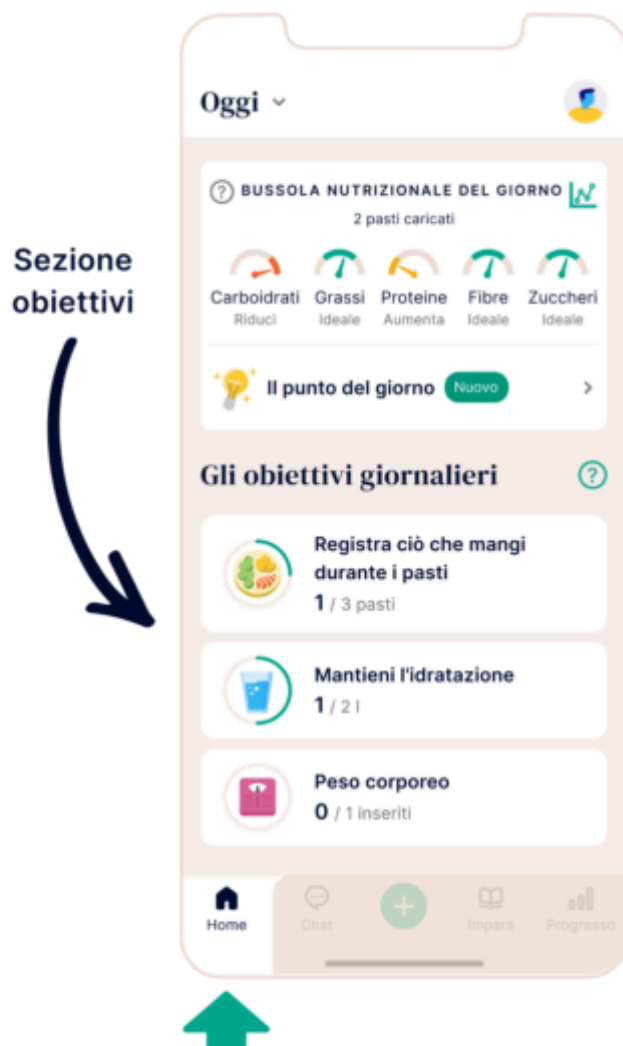 Oggi
BUSSOLA NUTRIZIONALE DEL GIORNO
2 pasti caricati
Sezione
obiettivi
Carboidrati Grassi Proteine Fibre Zuccheri
Riduci Ideale Aumenta Ideale Ideale
Il punto del giorno Nuovo
Gli obiettivi giornalieri
Registra ciò che mangi
durante i pasti
1 / 3 pasti
Mantieni l'idratazione
1 / 2 l
Peso corporeo
0 / 1 inseriti
Home Chat Impara Progresso